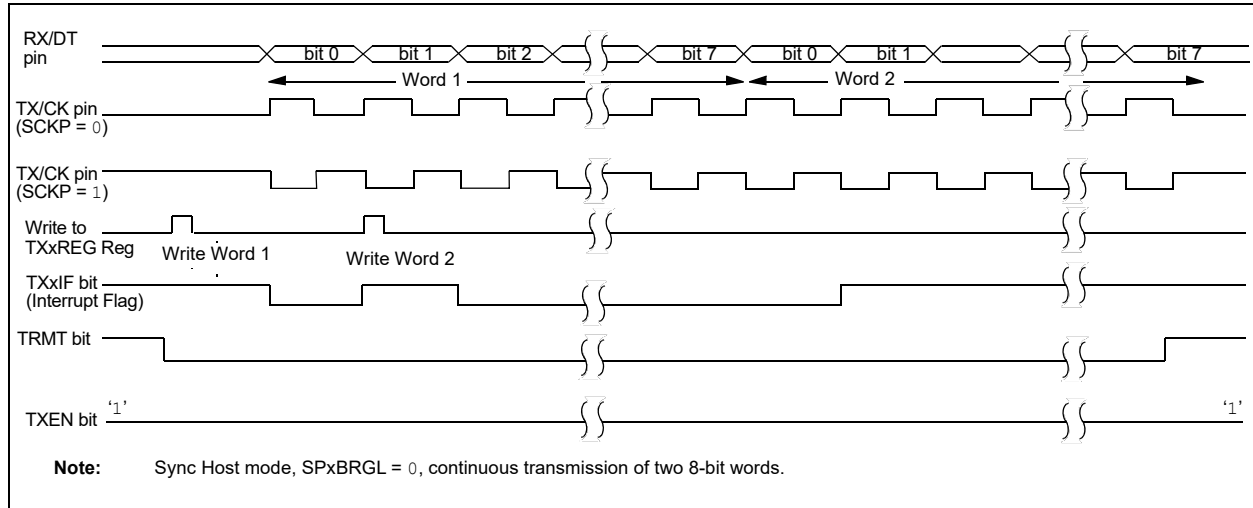 RX/DT
pin
bit 0 bit 1 bit 2 bit 7 bit 0 bit 1 bit 7
Word 1 Word 2
TX/CK pin
(SCKP = 0)
TX/CK pin
(SCKP = 1)
Write to
TXxREG Reg
Write Word 1 Write Word 2
TXxIF bit
(Interrupt Flag)
TRMT bit
TXEN bit ‘1’ ‘1’
Note: Sync Host mode, SPxBRGL = 0, continuous transmission of two 8-bit words.